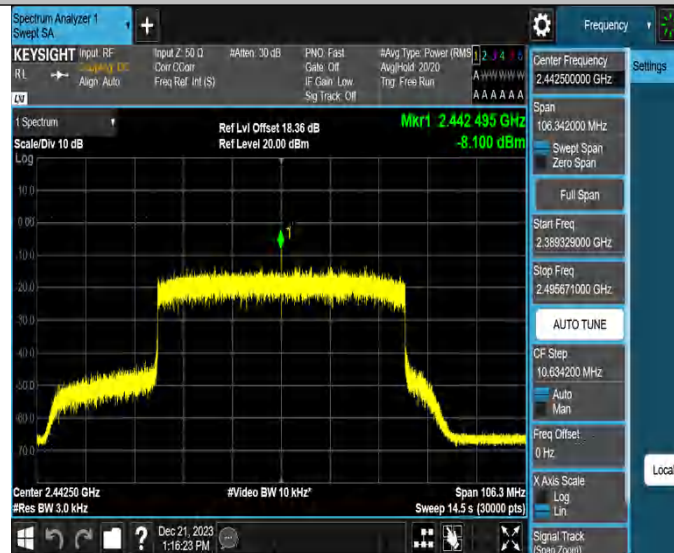 Spectrum Analyzer 1
Swept SA
+
Frequency
KEYSIGHT
RL
Input: RF
Coupling: DC
Align: Auto
Input Z: 50 Ω
Corr CCorr
Freq Ref: Int (S)
#Atten: 30 dB
PNO: Fast
Gate: Off
IF Gain: Low
Sig Track: Off
#Avg Type: Power (RMS
Avg|Hold: 20/20
Trig: Free Run
1 2 3 4 5 6
A W W W W W
A A A A A A
LNI
1 Spectrum
Scale/Div 10 dB
Log
Ref Lvl Offset 18.36 dB
Ref Level 20.00 dBm
Mkr1 2.442 495 GHz
-8.100 dBm
10.0
0.00
-10.0
-20.0
-30.0
-40.0
-50.0
-60.0
-70.0
1
Center 2.44250 GHz
#Res BW 3.0 kHz
#Video BW 10 kHz*
Span 106.3 MHz
Sweep 14.5 s (30000 pts)
?
Dec 21, 2023
1:16:23 PM
Center Frequency
2.442500000 GHz
Settings
Span
106.342000 MHz
Swept Span
Zero Span
Full Span
Start Freq
2.389329000 GHz
Stop Freq
2.495671000 GHz
AUTO TUNE
CF Step
10.634200 MHz
Auto
Man
Freq Offset
0 Hz
X Axis Scale
Log
Lin
Local
Signal Track
(Span Zoom)